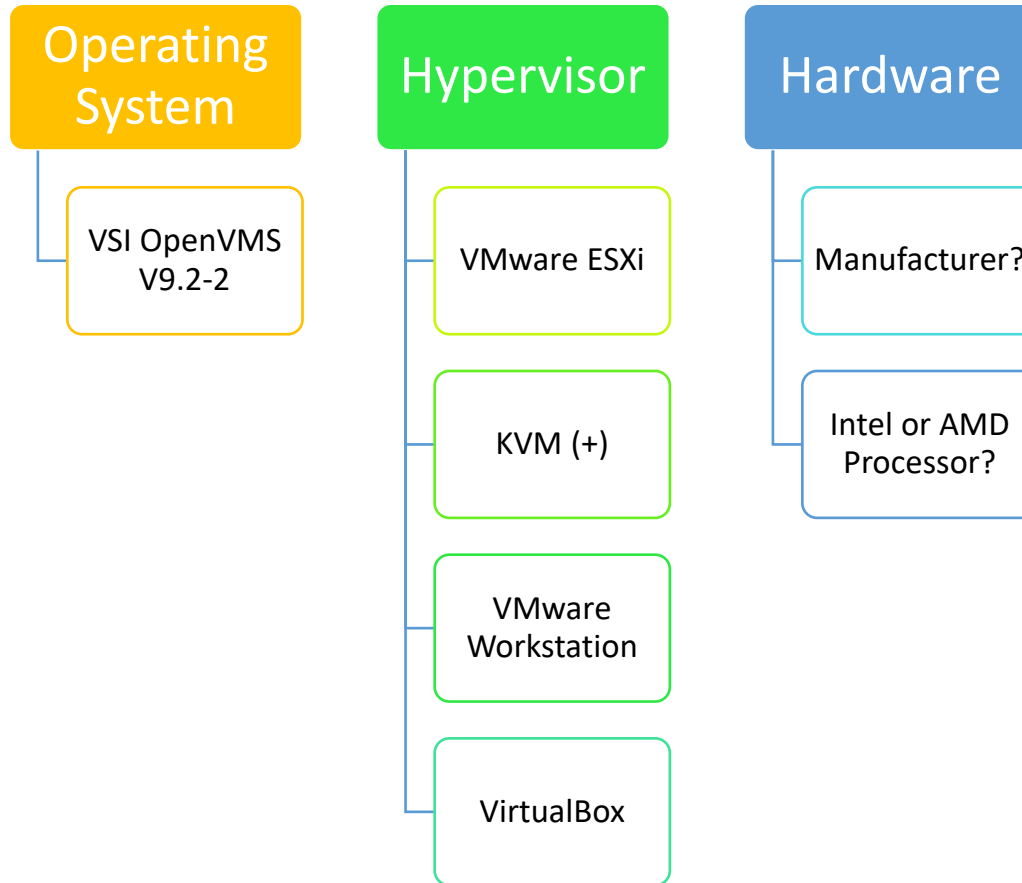 Operating
System
VSI OpenVMS
V9.2-2
Hypervisor
VMware ESXi
KVM (+)
VMware
Workstation
VirtualBox
Hardware
Manufacturer?
Intel or AMD
Processor?